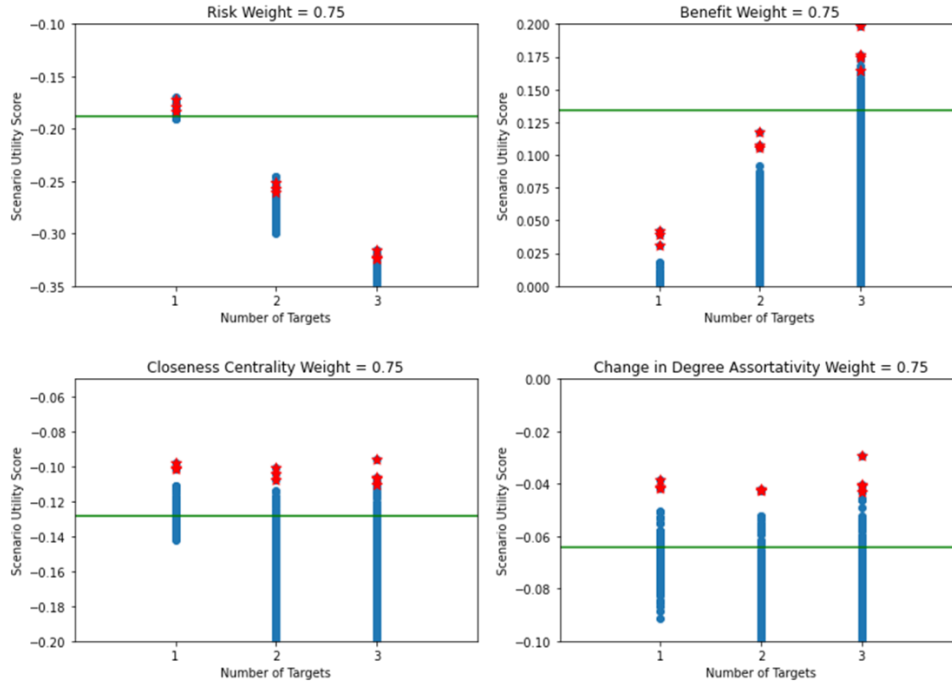 Risk Weight = 0.75
−0.10
−0.15
−0.20
−0.25
−0.30
−0.35
Scenario Utility Score
1 2 3
Number of Targets
Benefit Weight = 0.75
0.200
0.175
0.150
0.125
0.100
0.075
0.050
0.025
0.000
Scenario Utility Score
1 2 3
Number of Targets
Closeness Centrality Weight = 0.75
−0.06
−0.08
−0.10
−0.12
−0.14
−0.16
−0.18
−0.20
Scenario Utility Score
1 2 3
Number of Targets
Change in Degree Assortativity Weight = 0.75
0.00
−0.02
−0.04
−0.06
−0.08
−0.10
Scenario Utility Score
1 2 3
Number of Targets